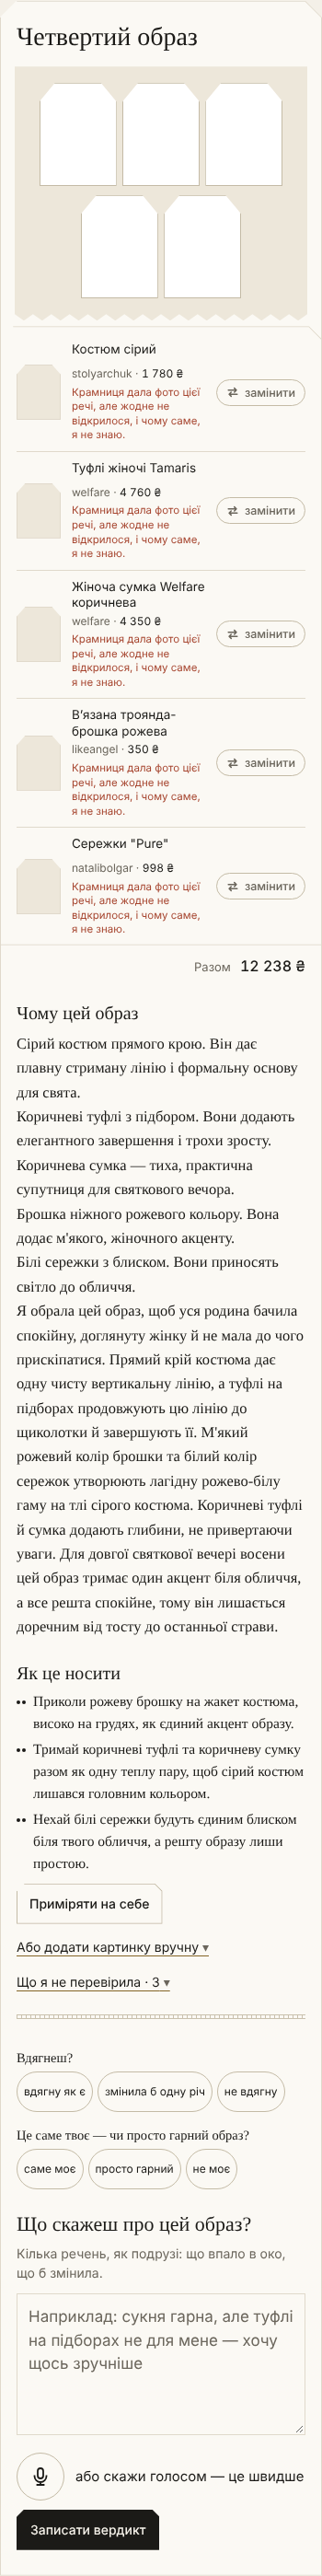 Четвертий образ
Костюм сірий
stolyarchuk · 1 780 ₴
Крамниця дала фото цієї
речі, але жодне не
відкрилося, і чому саме,
я не знаю.
⇄ замінити
Туфлі жіночі Tamaris
welfare · 4 760 ₴
Крамниця дала фото цієї
речі, але жодне не
відкрилося, і чому саме,
я не знаю.
⇄ замінити
Жіноча сумка Welfare
коричнева
welfare · 4 350 ₴
Крамниця дала фото цієї
речі, але жодне не
відкрилося, і чому саме,
я не знаю.
⇄ замінити
В’язана троянда-
брошка рожева
likeangel · 350 ₴
Крамниця дала фото цієї
речі, але жодне не
відкрилося, і чому саме,
я не знаю.
⇄ замінити
Сережки "Pure"
natalibolgar · 998 ₴
Крамниця дала фото цієї
речі, але жодне не
відкрилося, і чому саме,
я не знаю.
⇄ замінити
Разом 12 238 ₴
Чому цей образ
Сірий костюм прямого крою. Він дає
плавну стриману лінію і формальну основу
для свята.
Коричневі туфлі з підбором. Вони додають
елегантного завершення і трохи зросту.
Коричнева сумка — тиха, практична
супутниця для святкового вечора.
Брошка ніжного рожевого кольору. Вона
додає м'якого, жіночного акценту.
Білі сережки з блиском. Вони приносять
світло до обличчя.
Я обрала цей образ, щоб уся родина бачила
спокійну, доглянуту жінку й не мала до чого
прискіпатися. Прямий крій костюма дає
одну чисту вертикальну лінію, а туфлі на
підборах продовжують цю лінію до
щиколотки й завершують її. М'який
рожевий колір брошки та білий колір
сережок утворюють лагідну рожево-білу
гаму на тлі сірого костюма. Коричневі туфлі
й сумка додають глибини, не привертаючи
уваги. Для довгої святкової вечері восени
цей образ тримає один акцент біля обличчя,
а все решта спокійне, тому він лишається
доречним від тосту до останньої страви.
Як це носити
• Приколи рожеву брошку на жакет костюма,
високо на грудях, як єдиний акцент образу.
• Тримай коричневі туфлі та коричневу сумку
разом як одну теплу пару, щоб сірий костюм
лишався головним кольором.
• Нехай білі сережки будуть єдиним блиском
біля твого обличчя, а решту образу лиши
простою.
Приміряти на себе
Або додати картинку вручну ▾
Що я не перевірила · 3 ▾
Вдягнеш?
вдягну як є
змінила б одну річ
не вдягну
Це саме твоє — чи просто гарний образ?
саме моє
просто гарний
не моє
Що скажеш про цей образ?
Кілька речень, як подрузі: що впало в око,
що б змінила.
Наприклад: сукня гарна, але туфлі
на підборах не для мене — хочу
щось зручніше
або скажи голосом — це швидше
Записати вердикт